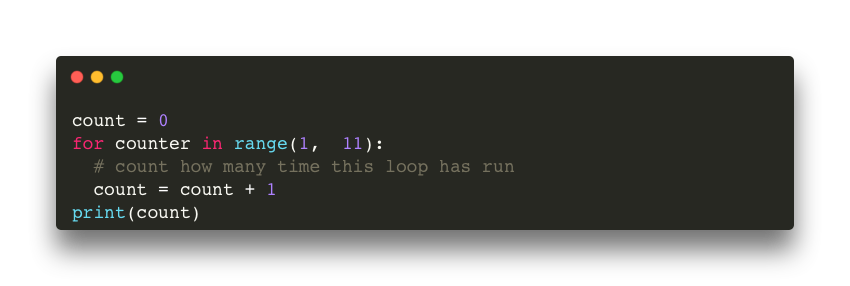 count = 0
for counter in range(1,  11):
  # count how many time this loop has run
  count = count + 1
print(count)